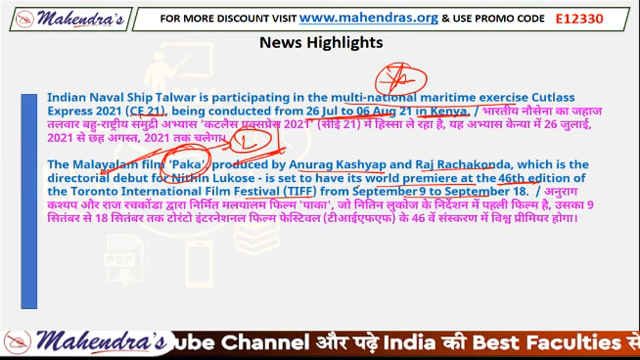 Mahendra's
FOR MORE DISCOUNT VISIT www.mahendras.org & USE PROMO CODE E12330
News Highlights
Indian Naval Ship Talwar is participating in the multi-national maritime exercise Cutlass
Express 2021 (CE 21), being conducted from 26 Jul to 06 Aug 21 in Kenya. / भारतीय नौसेना का जहाज
तलवार बहु-राष्ट्रीय समुद्री अभ्यास 'कटलैस एक्सप्रेस 2021' (सीई 21) में हिस्सा ले रहा है, यह अभ्यास केन्या में 26 जुलाई,
2021 से छह अगस्त, 2021 तक चलेगा।
The Malayalam film 'Paka', produced by Anurag Kashyap and Raj Rachakonda, which is the
directorial debut for Nithin Lukose - is set to have its world premiere at the 46th edition of
the Toronto International Film Festival (TIFF) from September 9 to September 18. / अनुराग
कश्यप और राज रचकोंडा द्वारा निर्मित मलयालम फिल्म 'पाका', जो नितिन लुकोज के निर्देशन में पहली फिल्म है, उसका 9
सितंबर से 18 सितंबर तक टोरंटो इंटरनेशनल फिल्म फेस्टिवल (टीआईएफएफ) के 46 वें संस्करण में विश्व प्रीमियर होगा।
Mahendra's ube Channel और पढ़े India की Best Faculties से